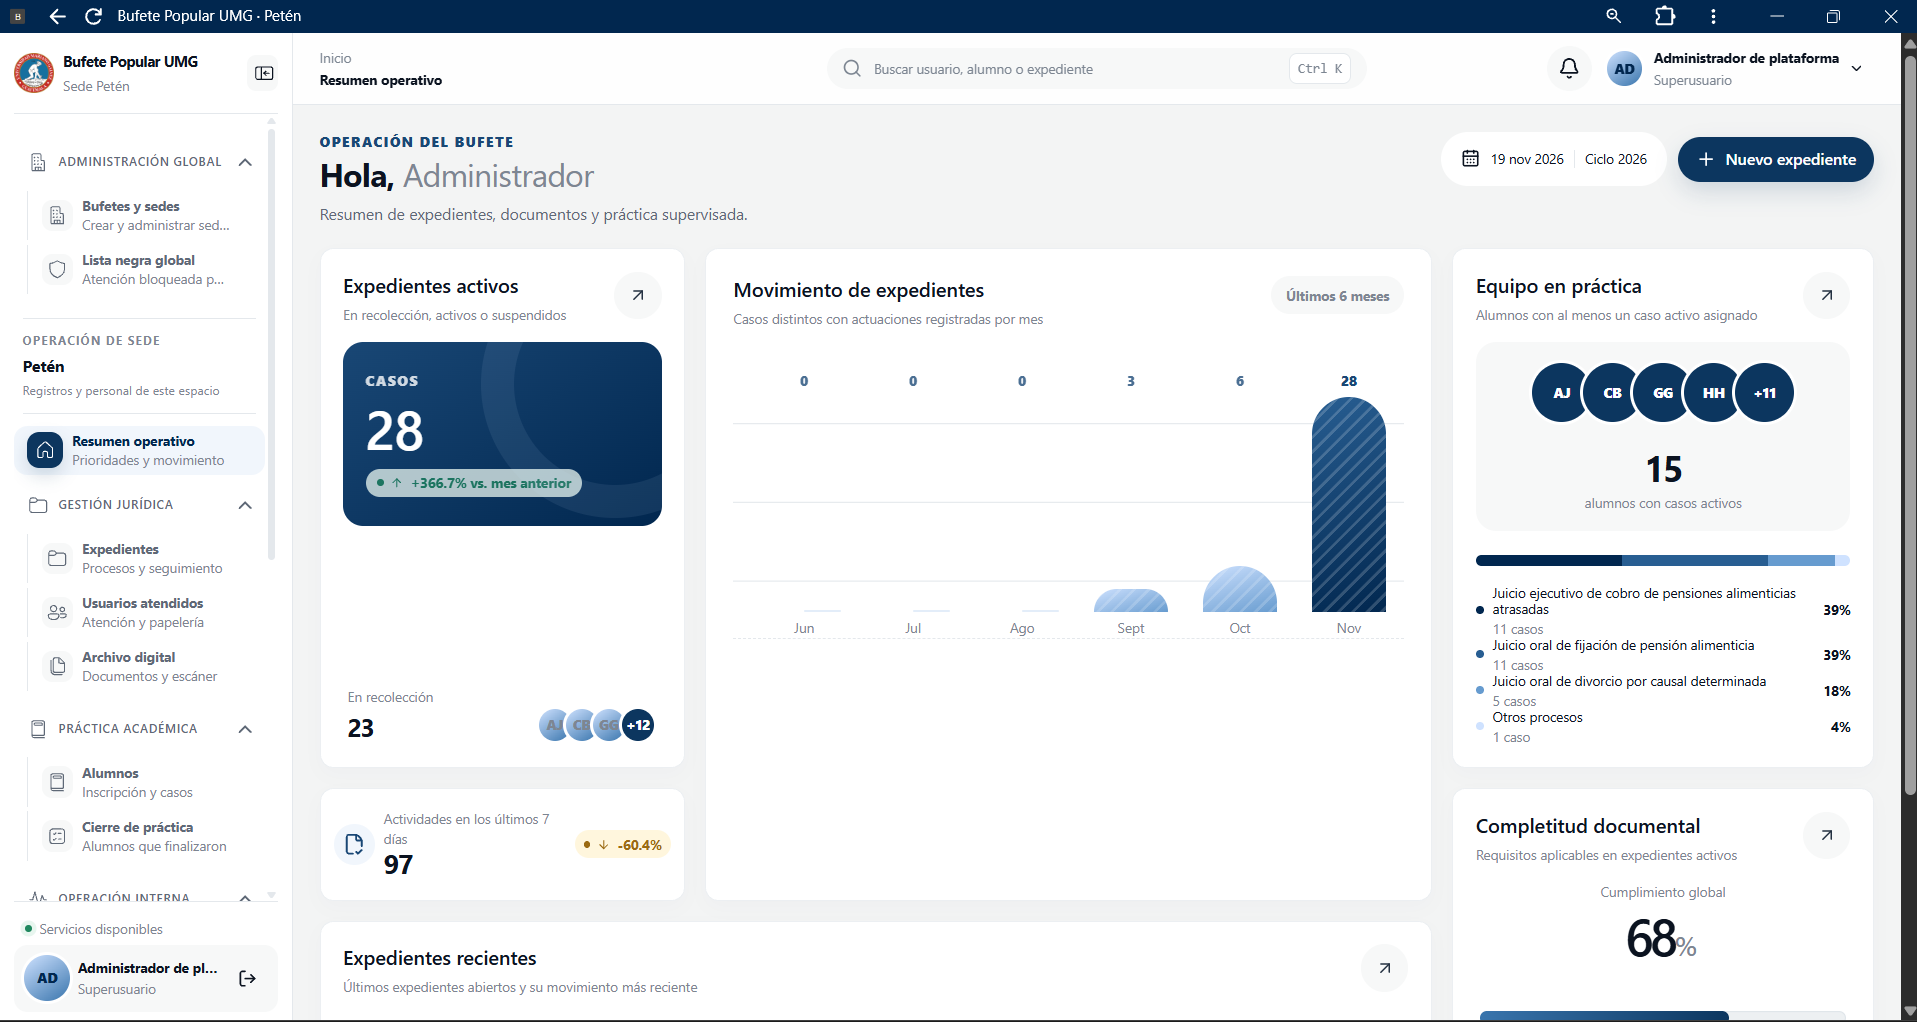 B
Bufete Popular UMG · Petén
Bufete Popular UMG
Sede Petén
Inicio
Resumen operativo
Buscar usuario, alumno o expediente
Ctrl K
AD
Administrador de plataforma
Superusuario
ADMINISTRACIÓN GLOBAL
Bufetes y sedes
Crear y administrar sed...
Lista negra global
Atención bloqueada p...
OPERACIÓN DE SEDE
Petén
Registros y personal de este espacio
Resumen operativo
Prioridades y movimiento
GESTIÓN JURÍDICA
Expedientes
Procesos y seguimiento
Usuarios atendidos
Atención y papelería
Archivo digital
Documentos y escáner
PRÁCTICA ACADÉMICA
Alumnos
Inscripción y casos
Cierre de práctica
Alumnos que finalizaron
OPERACIÓN INTERNA
Servicios disponibles
AD
Administrador de pl...
Superusuario
OPERACIÓN DEL BUFETE
Hola, Administrador
Resumen de expedientes, documentos y práctica supervisada.
19 nov 2026
Ciclo 2026
+ Nuevo expediente
Expedientes activos
En recolección, activos o suspendidos
CASOS
28
↑ +366.7% vs. mes anterior
En recolección
23
AJ CB GG +12
Actividades en los últimos 7
días
97
↓ -60.4%
Movimiento de expedientes
Casos distintos con actuaciones registradas por mes
Últimos 6 meses
0 0 0 3 6 28
Jun Jul Ago Sept Oct Nov
Equipo en práctica
Alumnos con al menos un caso activo asignado
AJ CB GG HH +11
15
alumnos con casos activos
Juicio ejecutivo de cobro de pensiones alimenticias
atrasadas
11 casos
39%
Juicio oral de fijación de pensión alimenticia
11 casos
39%
Juicio oral de divorcio por causal determinada
5 casos
18%
Otros procesos
1 caso
4%
Completitud documental
Requisitos aplicables en expedientes activos
Cumplimiento global
68%
Expedientes recientes
Últimos expedientes abiertos y su movimiento más reciente